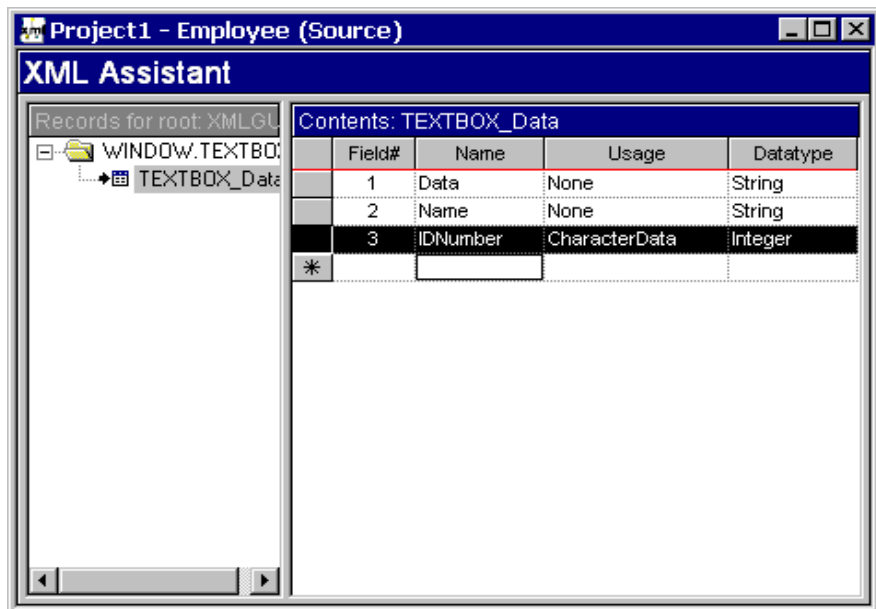 Project1 - Employee (Source)
XML Assistant
Records for root: XMLGU
WINDOW.TEXTBO
TEXTBOX_Data
Contents: TEXTBOX_Data
Field# Name Usage Datatype
1 Data None String
2 Name None String
3 IDNumber CharacterData Integer